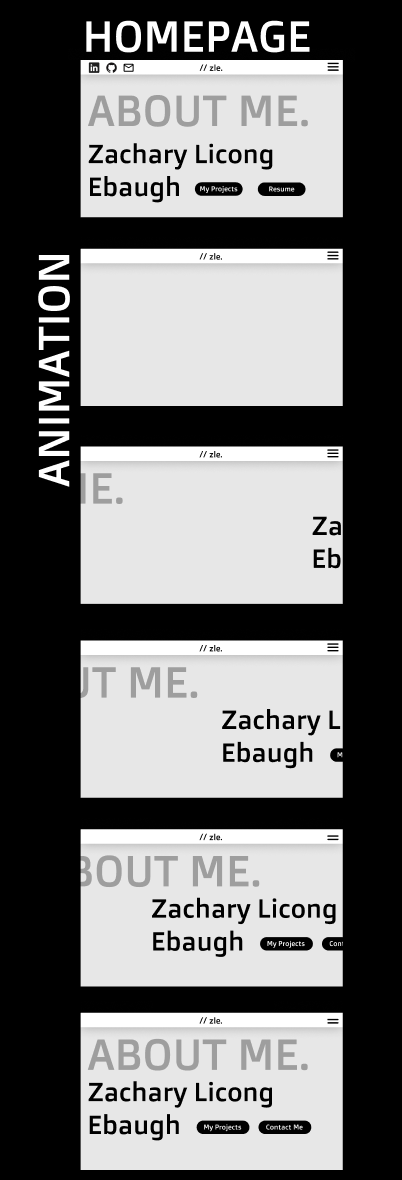 HOMEPAGE
// zle.
ABOUT ME.
Zachary Licong
Ebaugh My Projects Resume
ANIMATION
// zle.
// zle.
IE.
Za
Eb
// zle.
UT ME.
Zachary L
Ebaugh M
// zle.
BOUT ME.
Zachary Licong
Ebaugh My Projects Cont
// zle.
ABOUT ME.
Zachary Licong
Ebaugh My Projects Contact Me